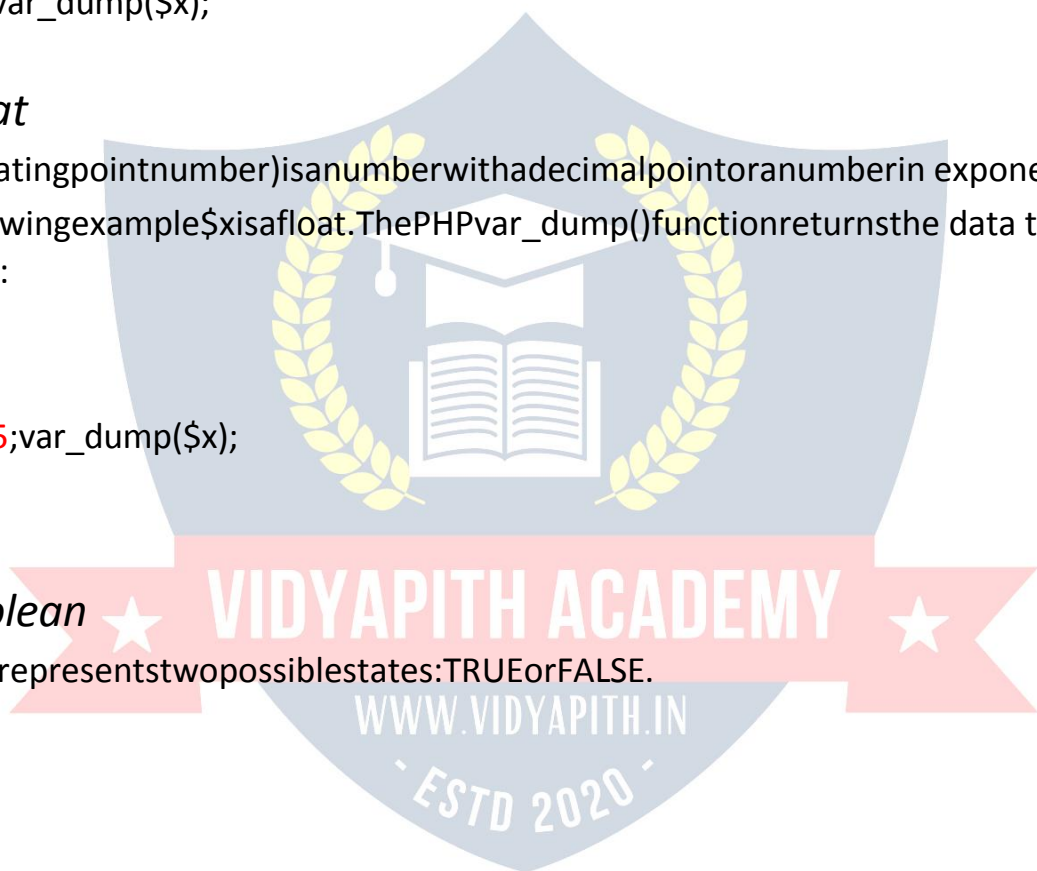 var_dump($x);
at
atingpointnumber)isanumberwithadecimalpointoranumberin expone
wingexample$xisafloat.ThePHPvar_dump()functionreturnsthe data t
:
5;var_dump($x);
olean
representstwopossiblestates:TRUEorFALSE.
VIDYAPITH ACADEMY
WWW.VIDYAPITH.IN
- ESTD 2020 -